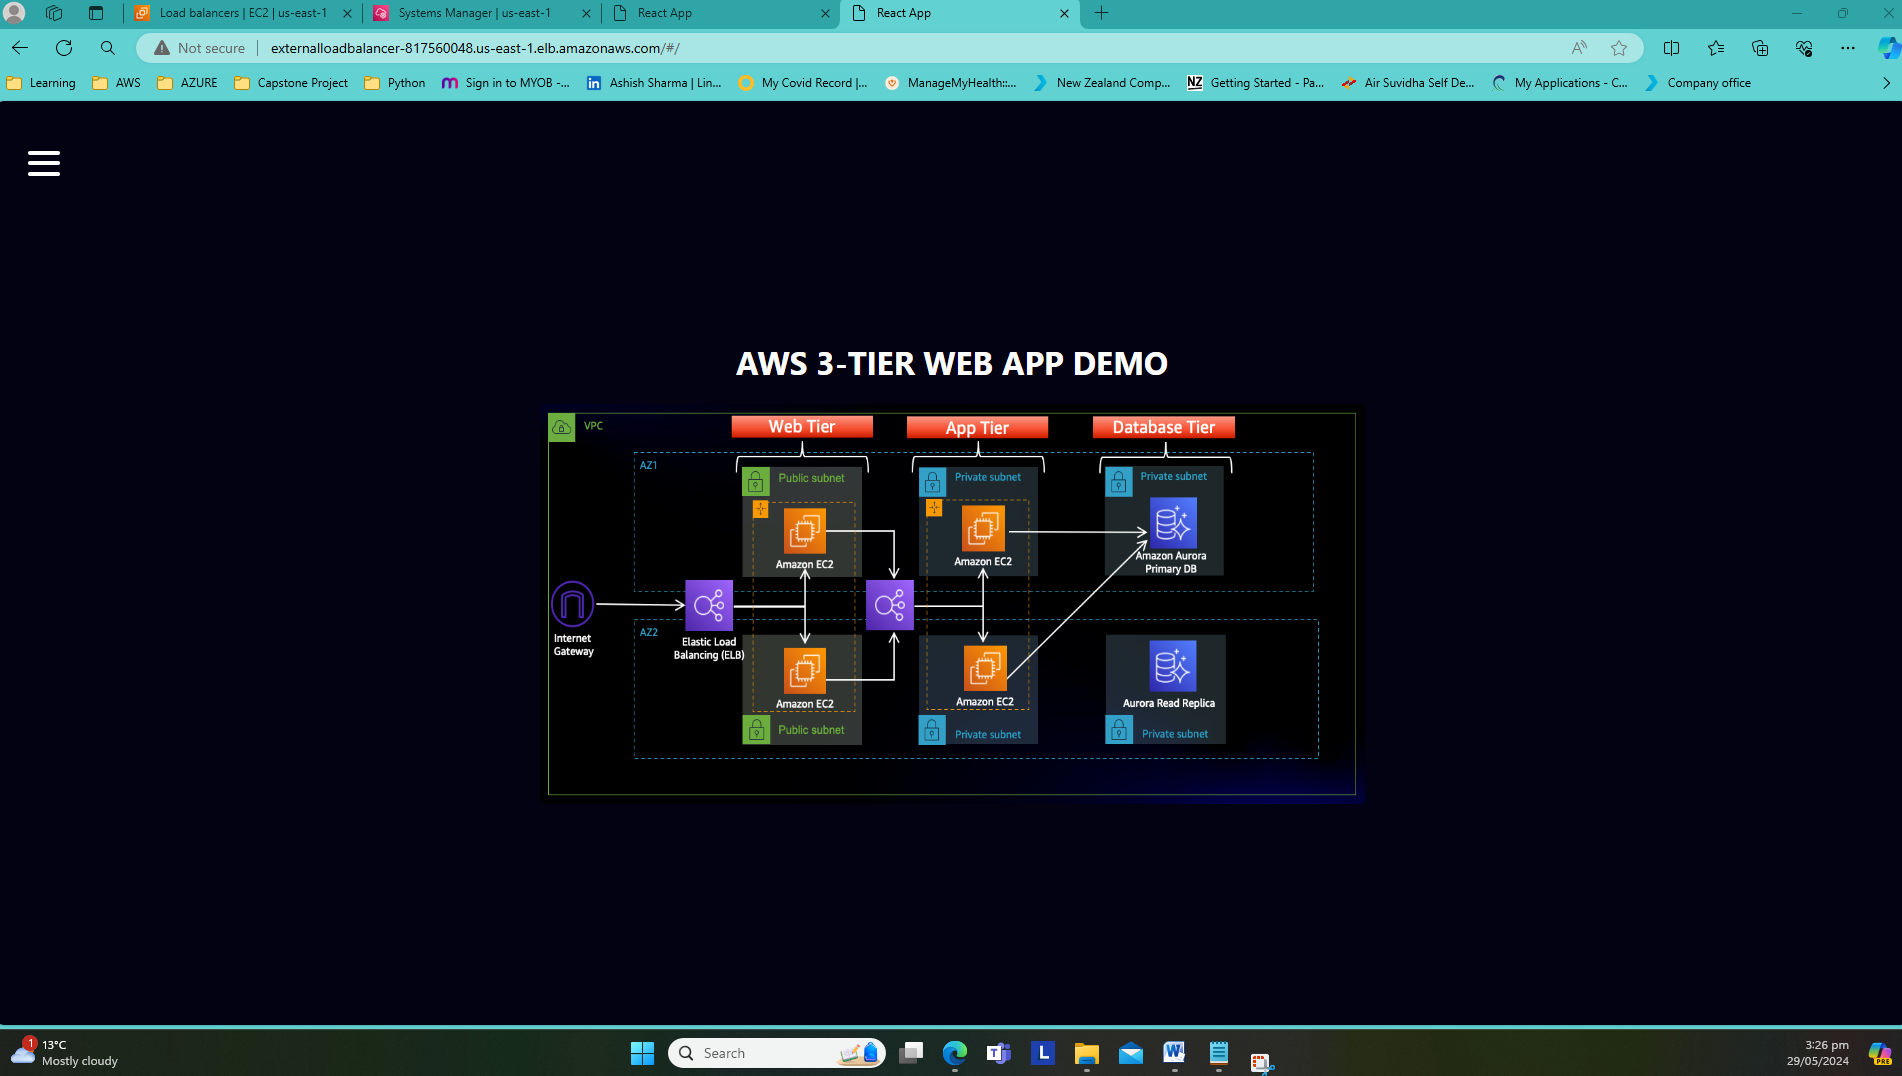 Load balancers | EC2 | us-east-1
Systems Manager | us-east-1
React App
React App
Not secure
externalloadbalancer-817560048.us-east-1.elb.amazonaws.com/#/
Learning
AWS
AZURE
Capstone Project
Python
Sign in to MYOB -...
Ashish Sharma | Lin...
My Covid Record |...
ManageMyHealth::...
New Zealand Comp...
NZ
Getting Started - Pa...
Air Suvidha Self De...
My Applications - C...
Company office
AWS 3-TIER WEB APP DEMO
VPC
Web Tier
App Tier
Database Tier
AZ1
Public subnet
Private subnet
Private subnet
Amazon EC2
Amazon EC2
Amazon Aurora
Primary DB
Internet
Gateway
Elastic Load
Balancing (ELB)
AZ2
Amazon EC2
Amazon EC2
Aurora Read Replica
Public subnet
Private subnet
Private subnet
1
13°C
Mostly cloudy
Search
L
3:26 pm
29/05/2024
PRE